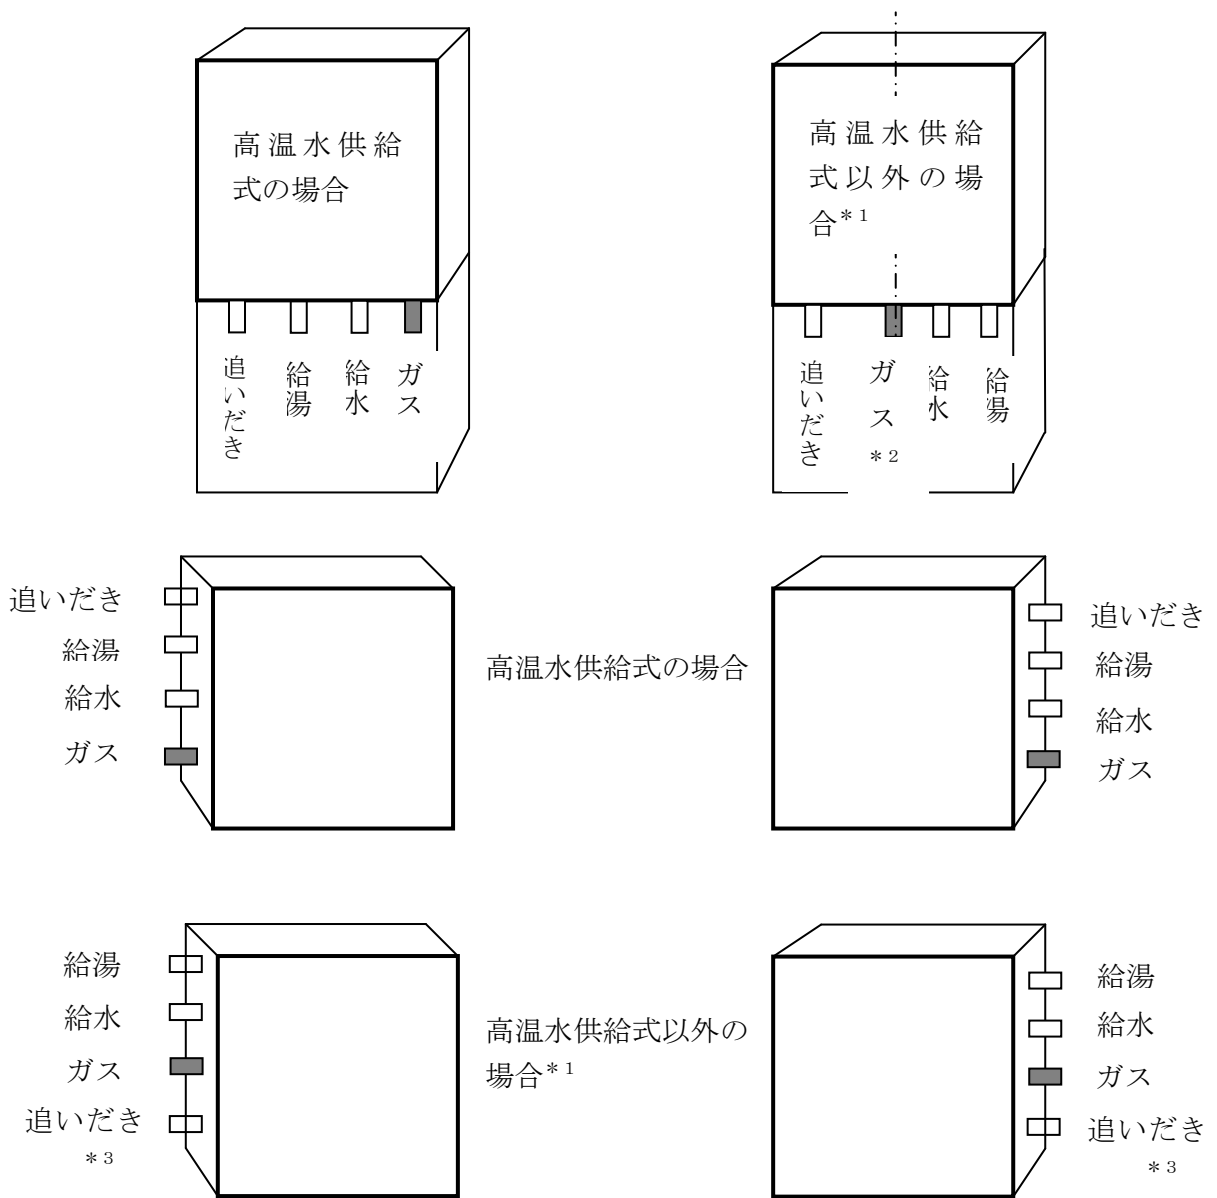 高温水供給
式の場合
追いだき
給湯
給水
ガス
高温水供給
式以外の場
合＊1
追いだき
ガス
＊2
給水
給湯
追いだき
給湯
給水
ガス
高温水供給式の場合
追いだき
給湯
給水
ガス
給湯
給水
ガス
追いだき
＊3
高温水供給式以外の
場合＊1
給湯
給水
ガス
追いだき
＊3